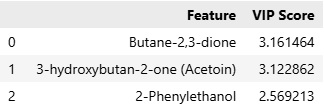 Feature VIP Score
0 Butane-2,3-dione 3.161464
1 3-hydroxybutan-2-one (Acetoin) 3.122862
2 2-Phenylethanol 2.569213